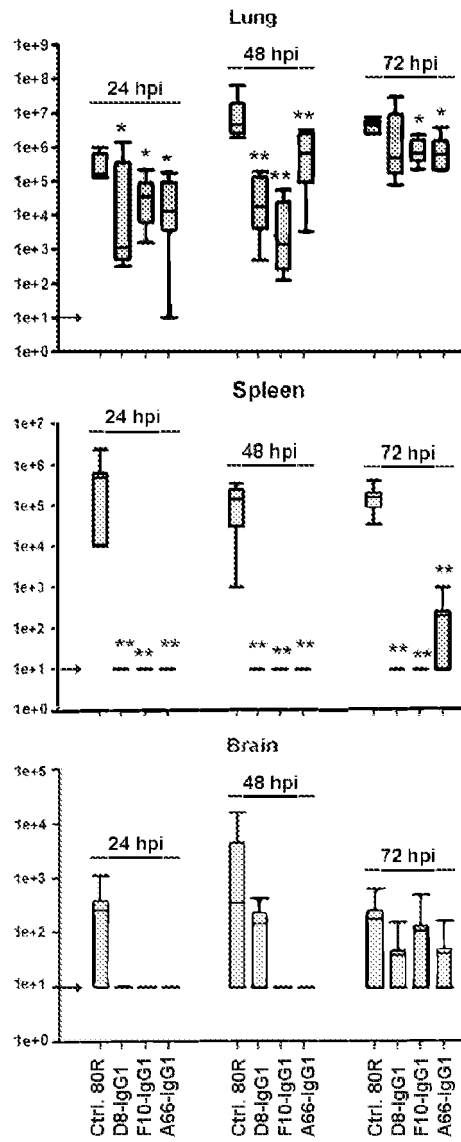 Lung
1e+9
1e+8
1e+7
1e+6
1e+5
1e+4
1e+3
1e+2
1e+1
1e+0
24 hpi
48 hpi
72 hpi
* * *
** ** **
* *
Spleen
1e+7
1e+6
1e+5
1e+4
1e+3
1e+2
1e+1
1e+0
24 hpi
48 hpi
72 hpi
** ** **
** ** **
** ** **
Brain
1e+5
1e+4
1e+3
1e+2
1e+1
1e+0
24 hpi
48 hpi
72 hpi
Ctrl. 80R
D8-IgG1
F10-IgG1
A66-IgG1
Ctrl. 80R
D8-IgG1
F10-IgG1
A66-IgG1
Ctrl. 80R
D8-IgG1
F10-IgG1
A66-IgG1